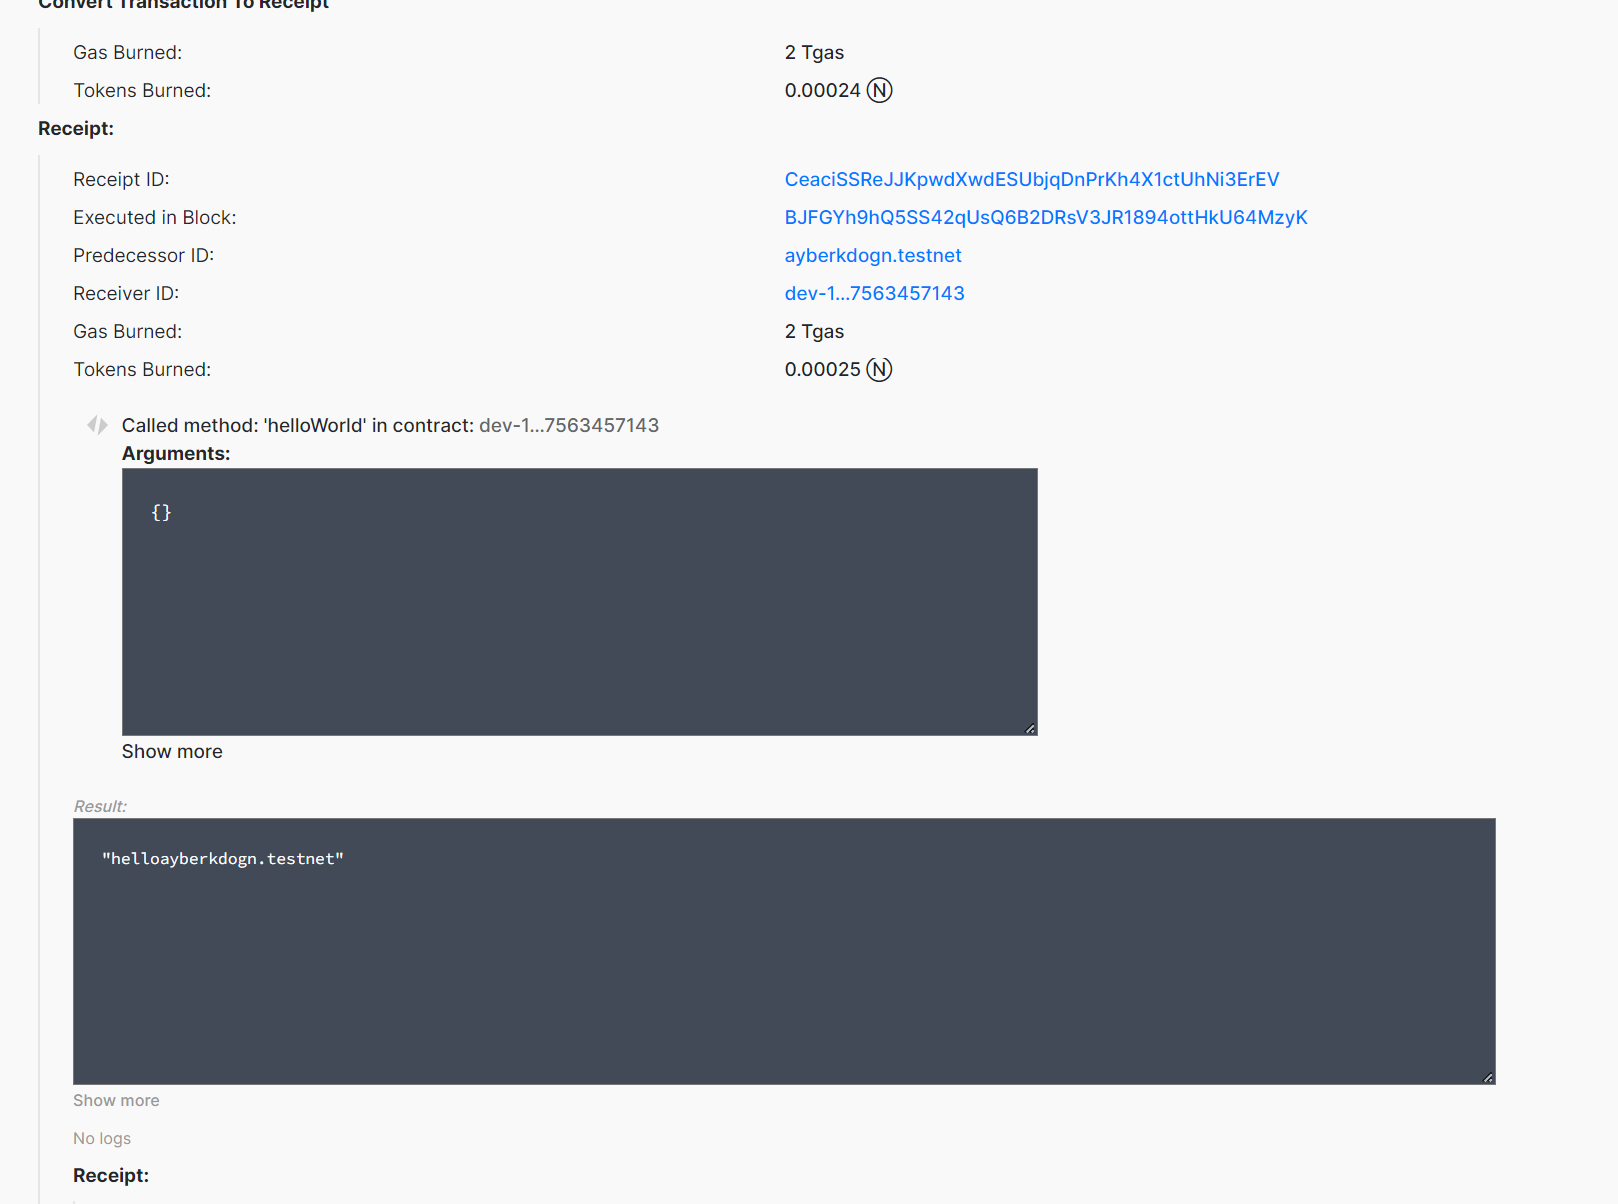 Convert Transaction To Receipt
Gas Burned: 2 Tgas
Tokens Burned: 0.00024 Ⓝ
Receipt:
Receipt ID: CeaciSSReJJKpwdXwdESUbjqDnPrKh4X1ctUhNi3ErEV
Executed in Block: BJFGYh9hQ5SS42qUsQ6B2DRsV3JR1894ottHkU64MzyK
Predecessor ID: ayberkdogn.testnet
Receiver ID: dev-1...7563457143
Gas Burned: 2 Tgas
Tokens Burned: 0.00025 Ⓝ
Called method: 'helloWorld' in contract: dev-1...7563457143
Arguments:
{}
Show more
Result:
"helloayberkdogn.testnet"
Show more
No logs
Receipt: